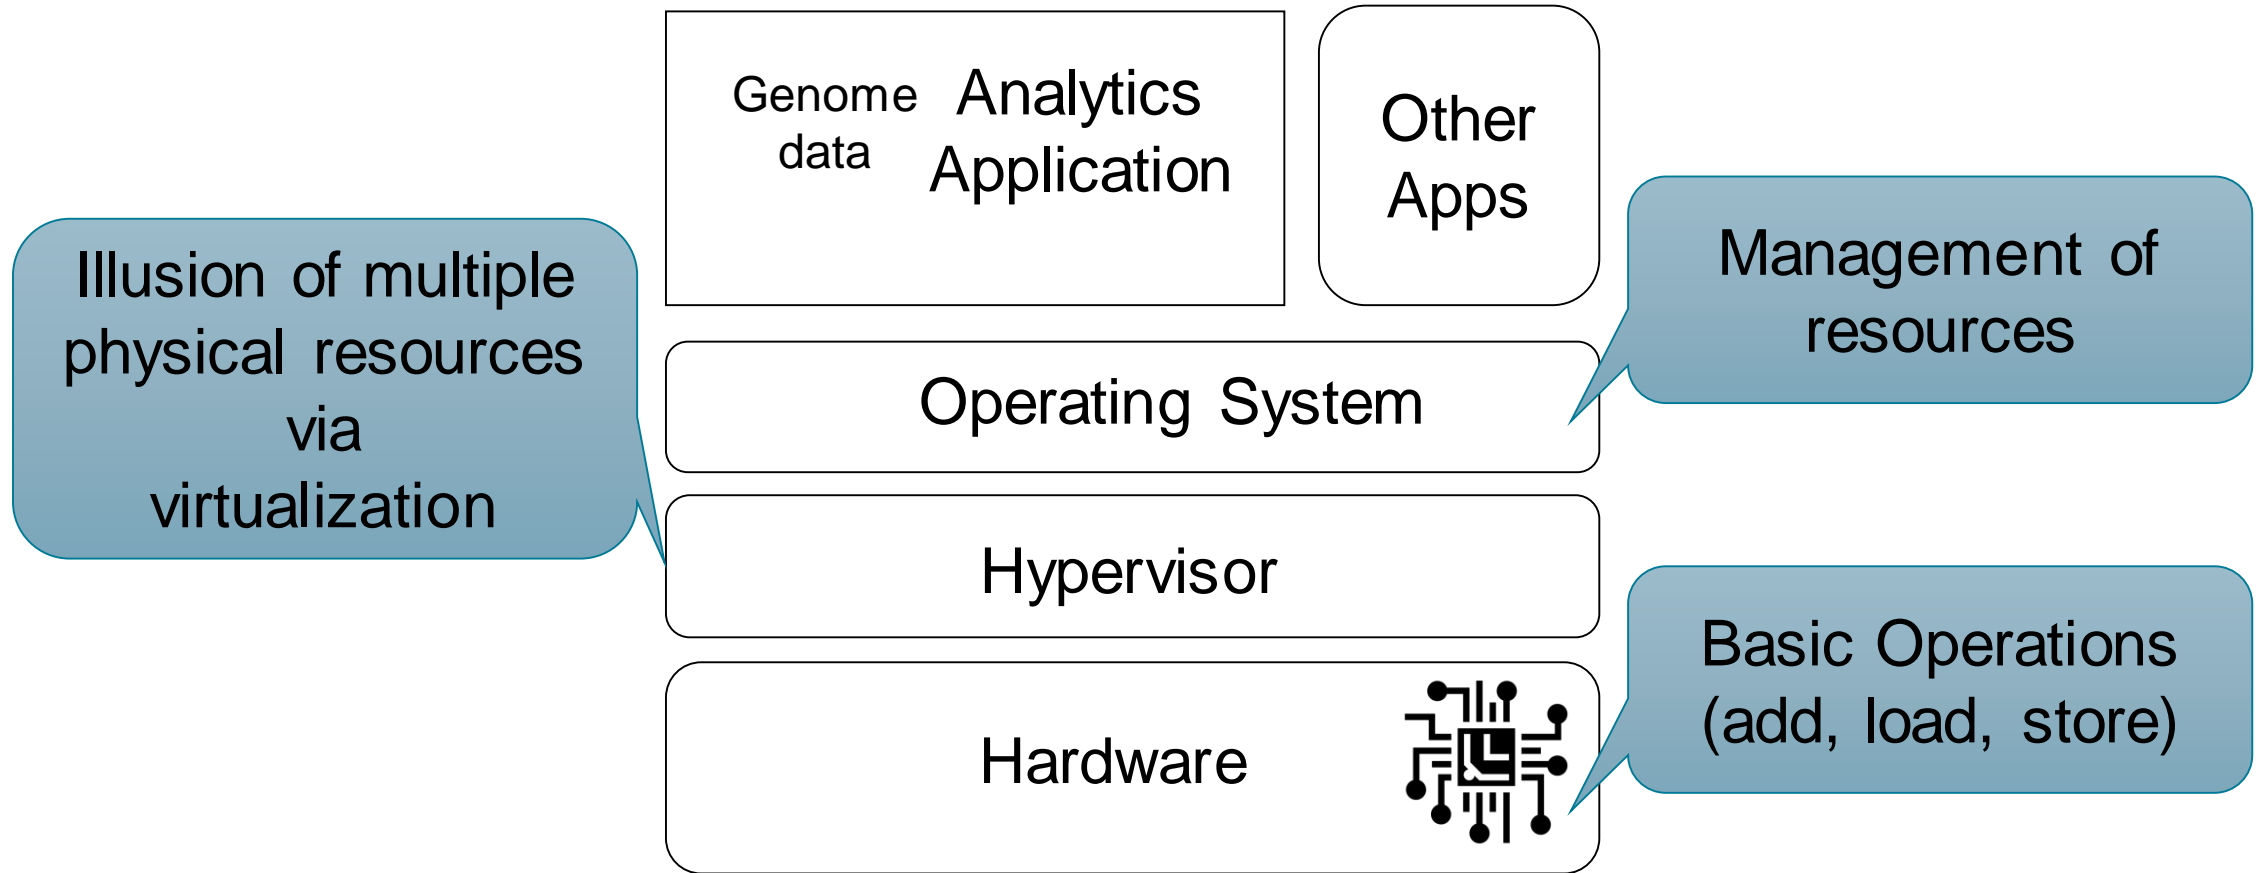 Genome
data
Analytics
Application
Other
Apps
Illusion of multiple
physical resources
via
virtualization
Management of
resources
Operating System
Hypervisor
Basic Operations
(add, load, store)
Hardware